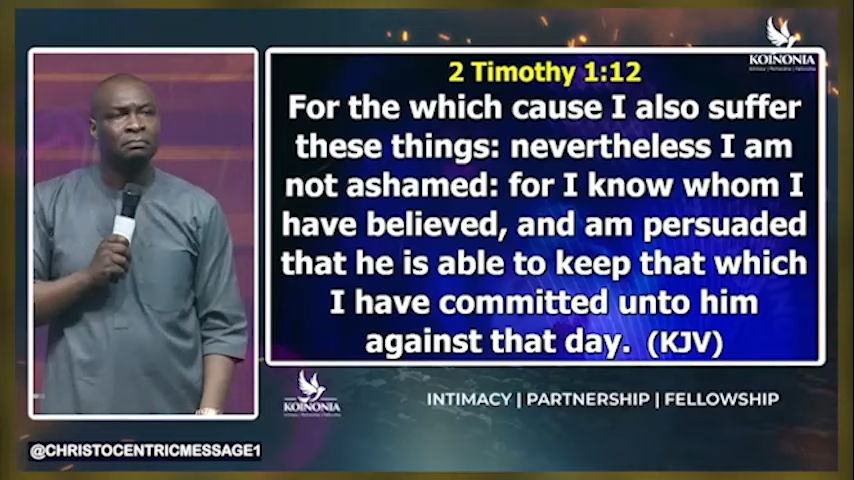 KOINONIA
2 Timothy 1:12
For the which cause I also suffer
these things: nevertheless I am
not ashamed: for I know whom I
have believed, and am persuaded
that he is able to keep that which
I have committed unto him
against that day. (KJV)
KOINONIA
INTIMACY | PARTNERSHIP | FELLOWSHIP
@CHRISTOCENTRICMESSAGE1